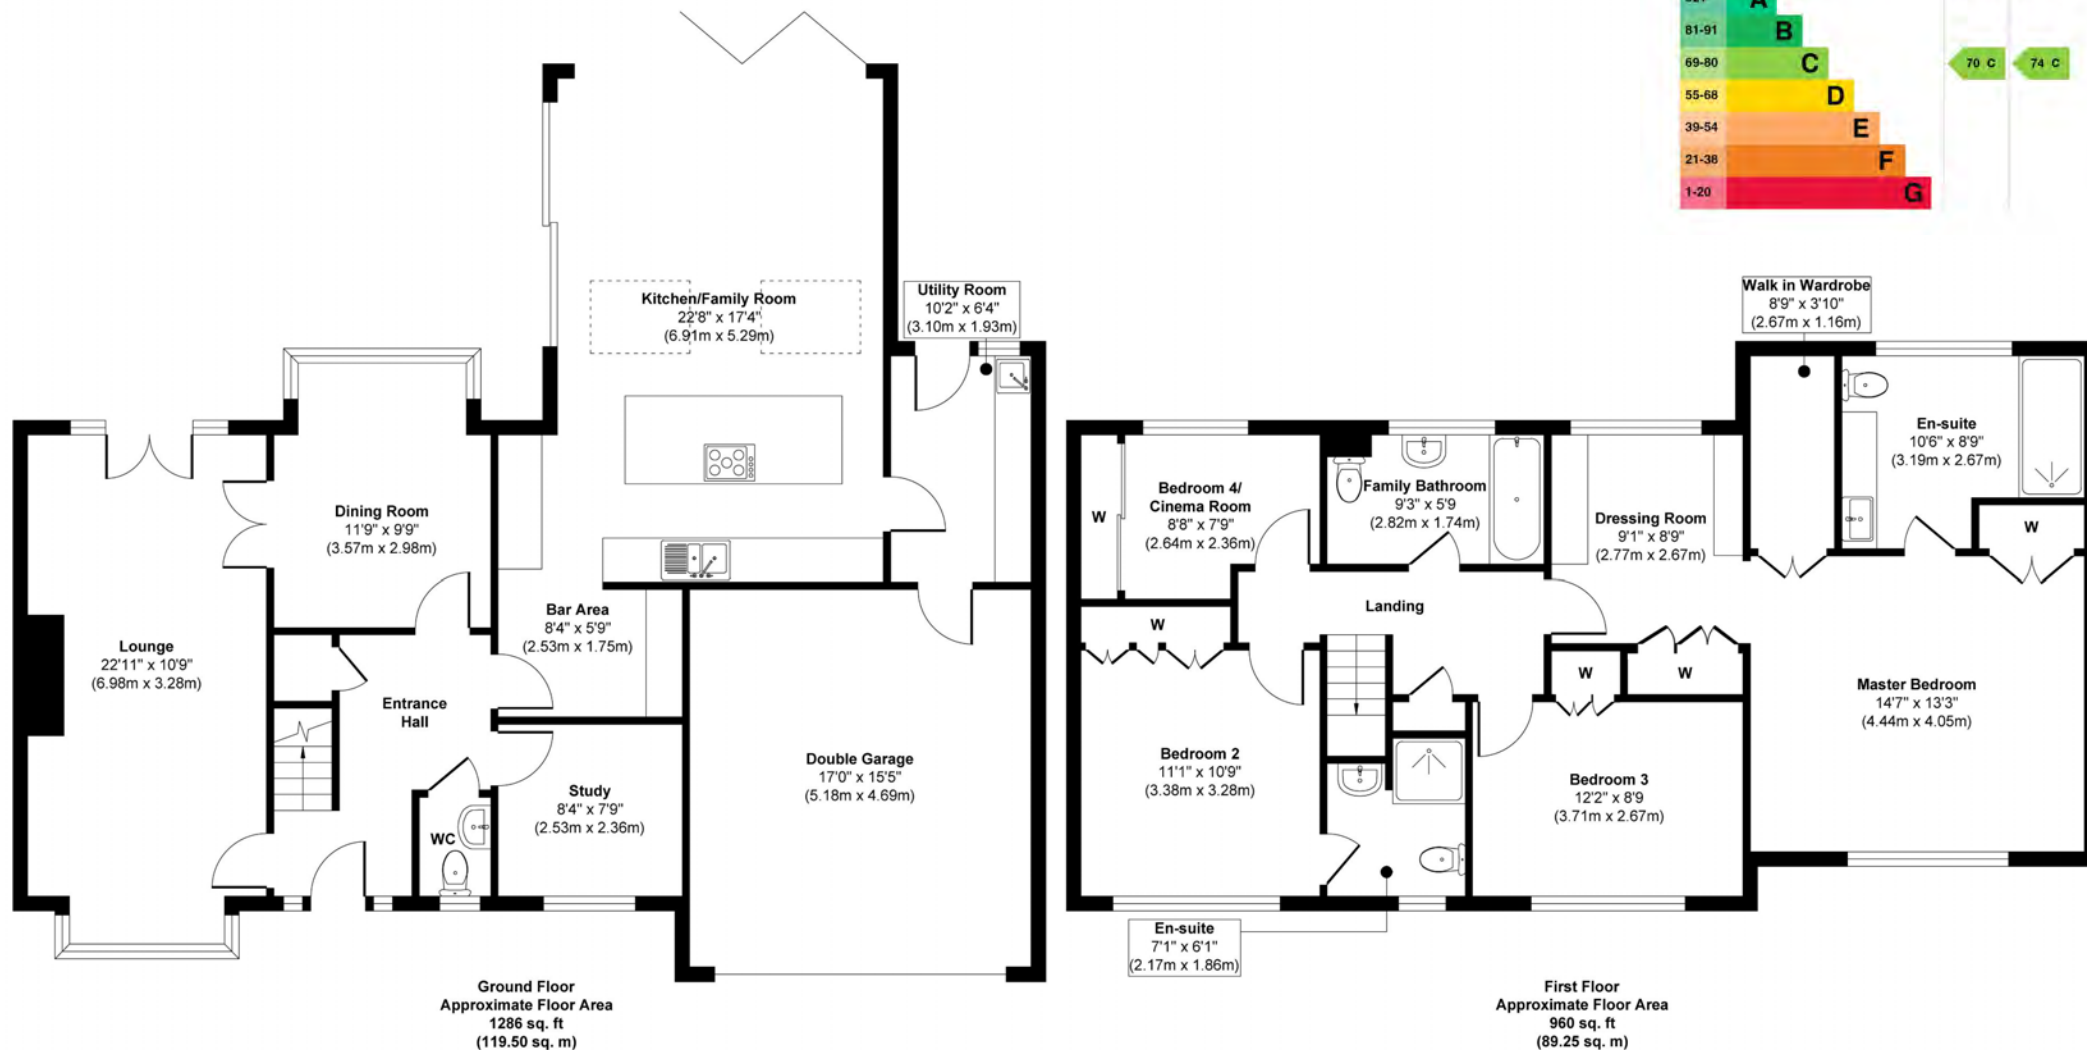 A
81-91 B
69-80 C
70 C
74 C
55-68 D
39-54 E
21-38 F
1-20 G
Kitchen/Family Room
22'8" x 17'4"
(6.91m x 5.29m)
Utility Room
10'2" x 6'4"
(3.10m x 1.93m)
Dining Room
11'9" x 9'9"
(3.57m x 2.98m)
Lounge
22'11" x 10'9"
(6.98m x 3.28m)
Bar Area
8'4" x 5'9"
(2.53m x 1.75m)
Entrance
Hall
Study
8'4" x 7'9"
(2.53m x 2.36m)
WC
Double Garage
17'0" x 15'5"
(5.18m x 4.69m)
Ground Floor
Approximate Floor Area
1286 sq. ft
(119.50 sq. m)
Walk in Wardrobe
8'9" x 3'10"
(2.67m x 1.16m)
En-suite
10'6" x 8'9"
(3.19m x 2.67m)
W
Bedroom 4/
Cinema Room
8'8" x 7'9"
(2.64m x 2.36m)
W
Family Bathroom
9'3" x 5'9
(2.82m x 1.74m)
Dressing Room
9'1" x 8'9"
(2.77m x 2.67m)
Landing
W
W
W
Master Bedroom
14'7" x 13'3"
(4.44m x 4.05m)
Bedroom 2
11'1" x 10'9"
(3.38m x 3.28m)
Bedroom 3
12'2" x 8'9
(3.71m x 2.67m)
En-suite
7'1" x 6'1"
(2.17m x 1.86m)
First Floor
Approximate Floor Area
960 sq. ft
(89.25 sq. m)